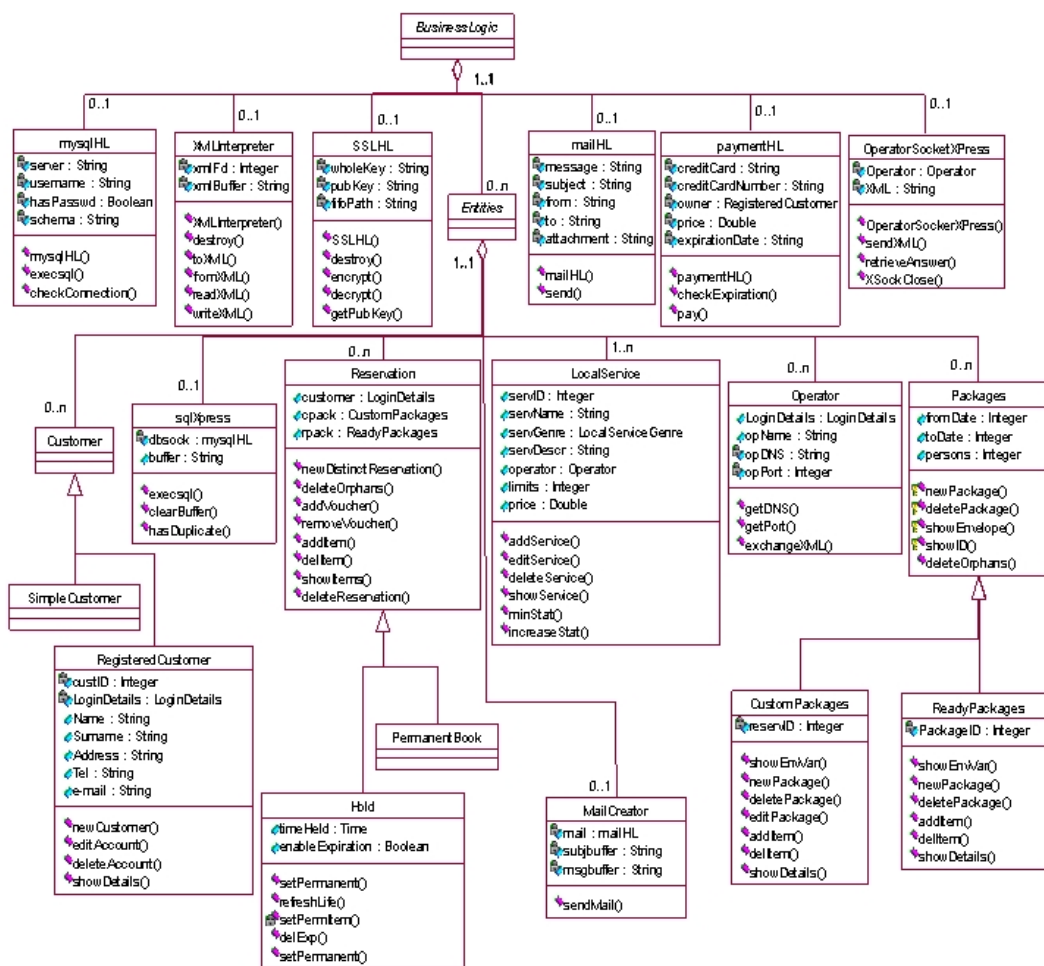 BusinessLogic
1..1
0..1
0..1
0..1
0..n
0..1
0..1
0..1
mysqlHL
server : String
username : String
hasPasswd : Boolean
schema : String
mysqlHL()
execsql()
checkConnection()
XMLInterpreter
xmlFd : Integer
xmlBuffer : String
XMLInterpreter()
destroy()
toXML()
fornXML()
readXML()
writeXML()
SSLHL
wholeKey : String
pubKey : String
fifoPath : String
SSLHL()
destroy()
encrypt()
decrypt()
getPubKey()
Entities
1..1
mailHL
message : String
subject : String
from : String
to : String
attachment : String
mailHL()
send()
paymentHL
creditCard : String
creditCardNumber : String
owner : RegisteredCustomer
price : Double
expirationDate : String
paymentHL()
checkExpiration()
pay()
OperatorSocketXPress
Operator : Operator
XML : String
OperatorSockerXPress()
sendXML()
retrieveAnswer()
XSockClose()
0..n
0..1
0..n
1..n
0..n
0..n
Customer
sqlXpress
dbsock : mysqlHL
buffer : String
execsql()
clearBuffer()
hasDuplicate()
Reservation
customer : LoginDetails
cpack : CustomPackages
rpack : ReadyPackages
newDistinctReservation()
deleteOrphans()
addVoucher()
removeVoucher()
addItem()
delItem()
showItems()
deleteReservation()
LocalService
servID : Integer
servName : String
servGenre : LocalServiceGenre
servDescr : String
operator : Operator
limits : Integer
price : Double
addService()
editService()
deleteService()
showService()
minStat()
increaseStat()
Operator
LoginDetails : LoginDetails
opName : String
opDNS : String
opPort : Integer
getDNS()
getPort()
exchangeXML()
Packages
fromDate : Integer
toDate : Integer
persons : Integer
newPackage()
deletePackage()
showEnvelope()
showID()
deleteOrphans()
SimpleCustomer
RegisteredCustomer
custID : Integer
LoginDetails : LoginDetails
Name : String
Surname : String
Address : String
Tel : String
e-mail : String
newCustomer()
editAccount()
deleteAccount()
showDetails()
PermanentBook
Hold
timeHeld : Time
enableExpiration : Boolean
setPermanent()
refreshLife()
setPermItem()
delExp()
setPermanent()
0..1
MailCreator
mail : mailHL
subjbuffer : String
msgbuffer : String
sendMail()
CustomPackages
reservID : Integer
showEnvVar()
newPackage()
deletePackage()
editPackage()
addItem()
delItem()
showDetails()
ReadyPackages
PackageID : Integer
showEnvVar()
newPackage()
deletePackage()
addItem()
delItem()
showDetails()